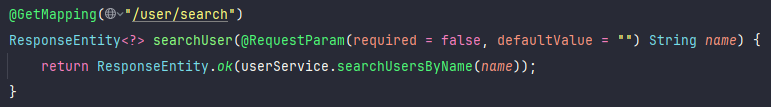 @GetMapping("/user/search")
ResponseEntity<?> searchUser(@RequestParam(required = false, defaultValue = "") String name) {
    return ResponseEntity.ok(userService.searchUsersByName(name));
}